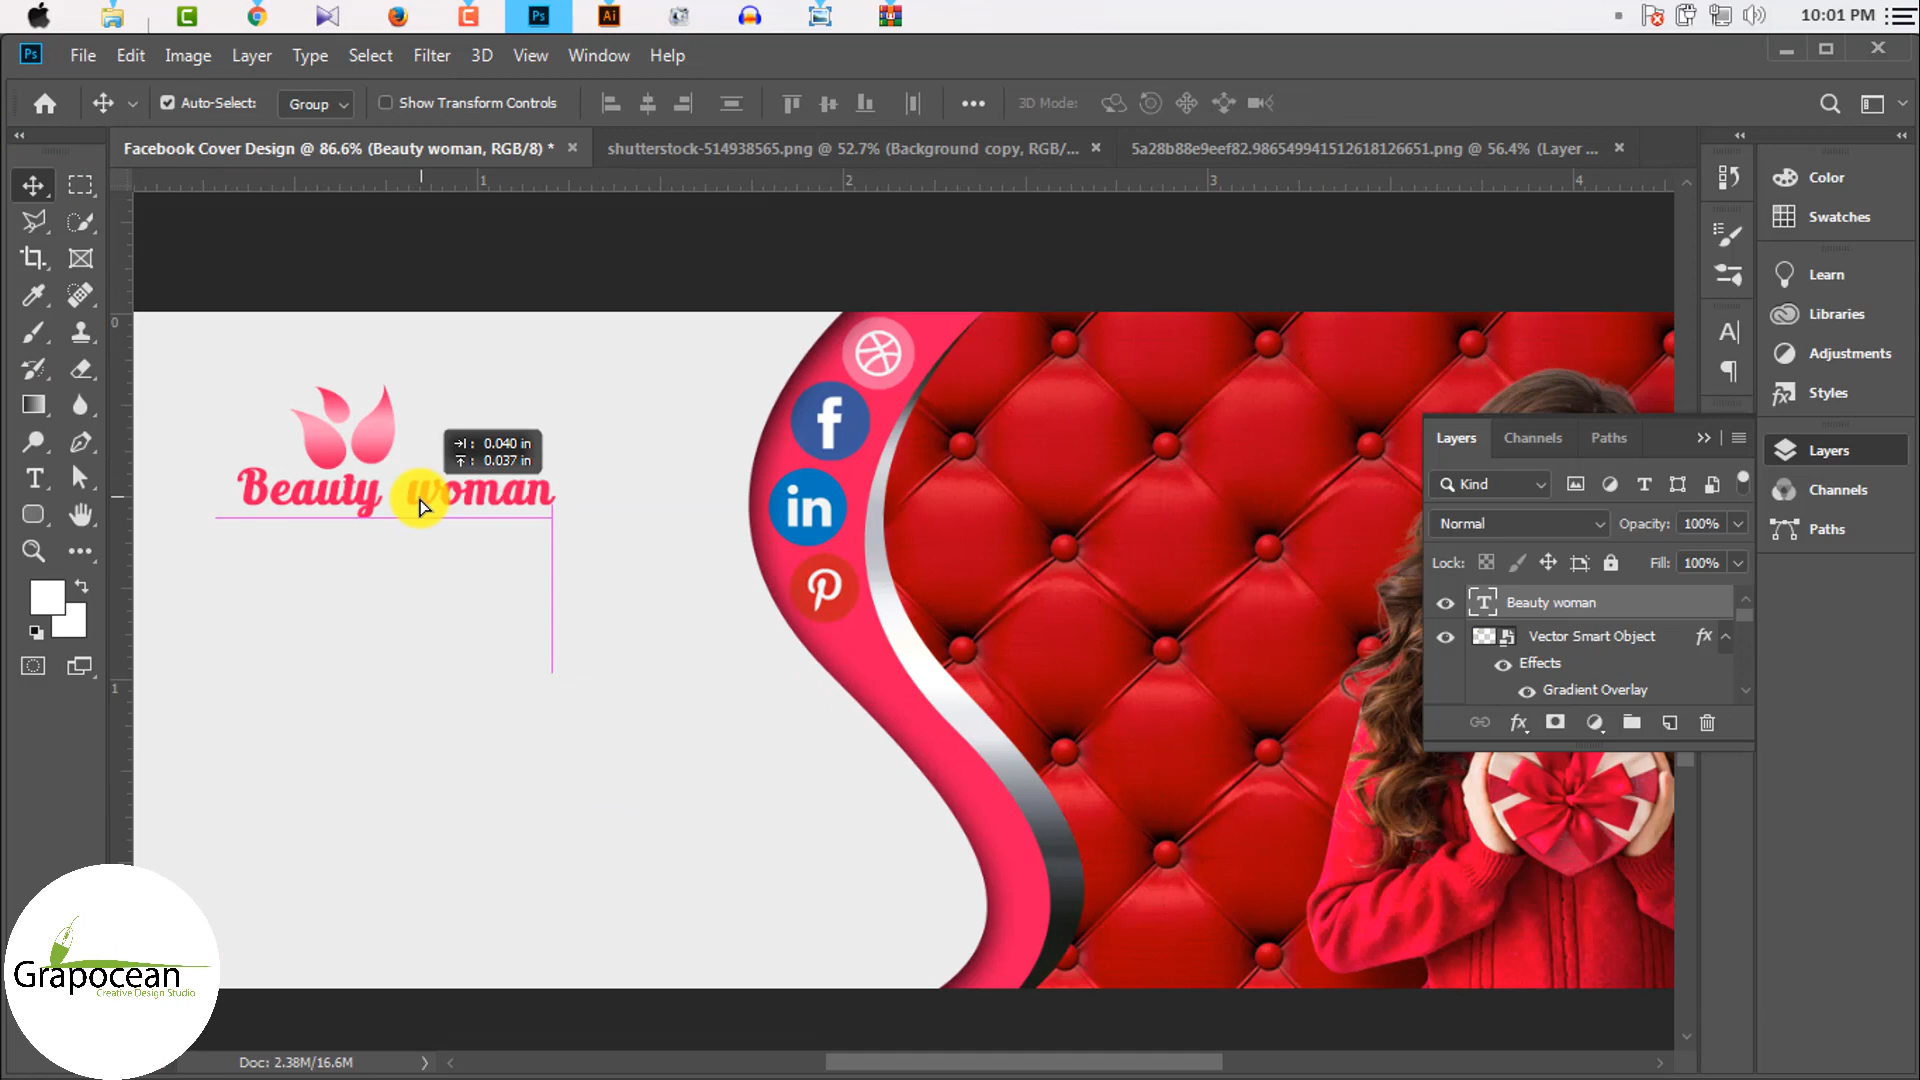 10:01 PM
Ps
File Edit Image Layer Type Select Filter 3D View Window Help
Auto-Select: Group Show Transform Controls 3D Mode:
Facebook Cover Design @ 86.6% (Beauty woman, RGB/8) *
shutterstock-514938565.png @ 52.7% (Background copy, RGB/...
5a28b88e9eef82.986549941512618126651.png @ 56.4% (Layer ...
1 2 3 4
0
1
Color
Swatches
Learn
Libraries
Adjustments
Styles
Layers
Channels
Paths
0.040 in
0.037 in
Beauty woman
f
in
Layers Channels Paths
Kind
Normal Opacity: 100%
Lock: Fill: 100%
Beauty woman
Vector Smart Object fx
Effects
Gradient Overlay
fx
Grapocean
Creative Design Studio
Doc: 2.38M/16.6M